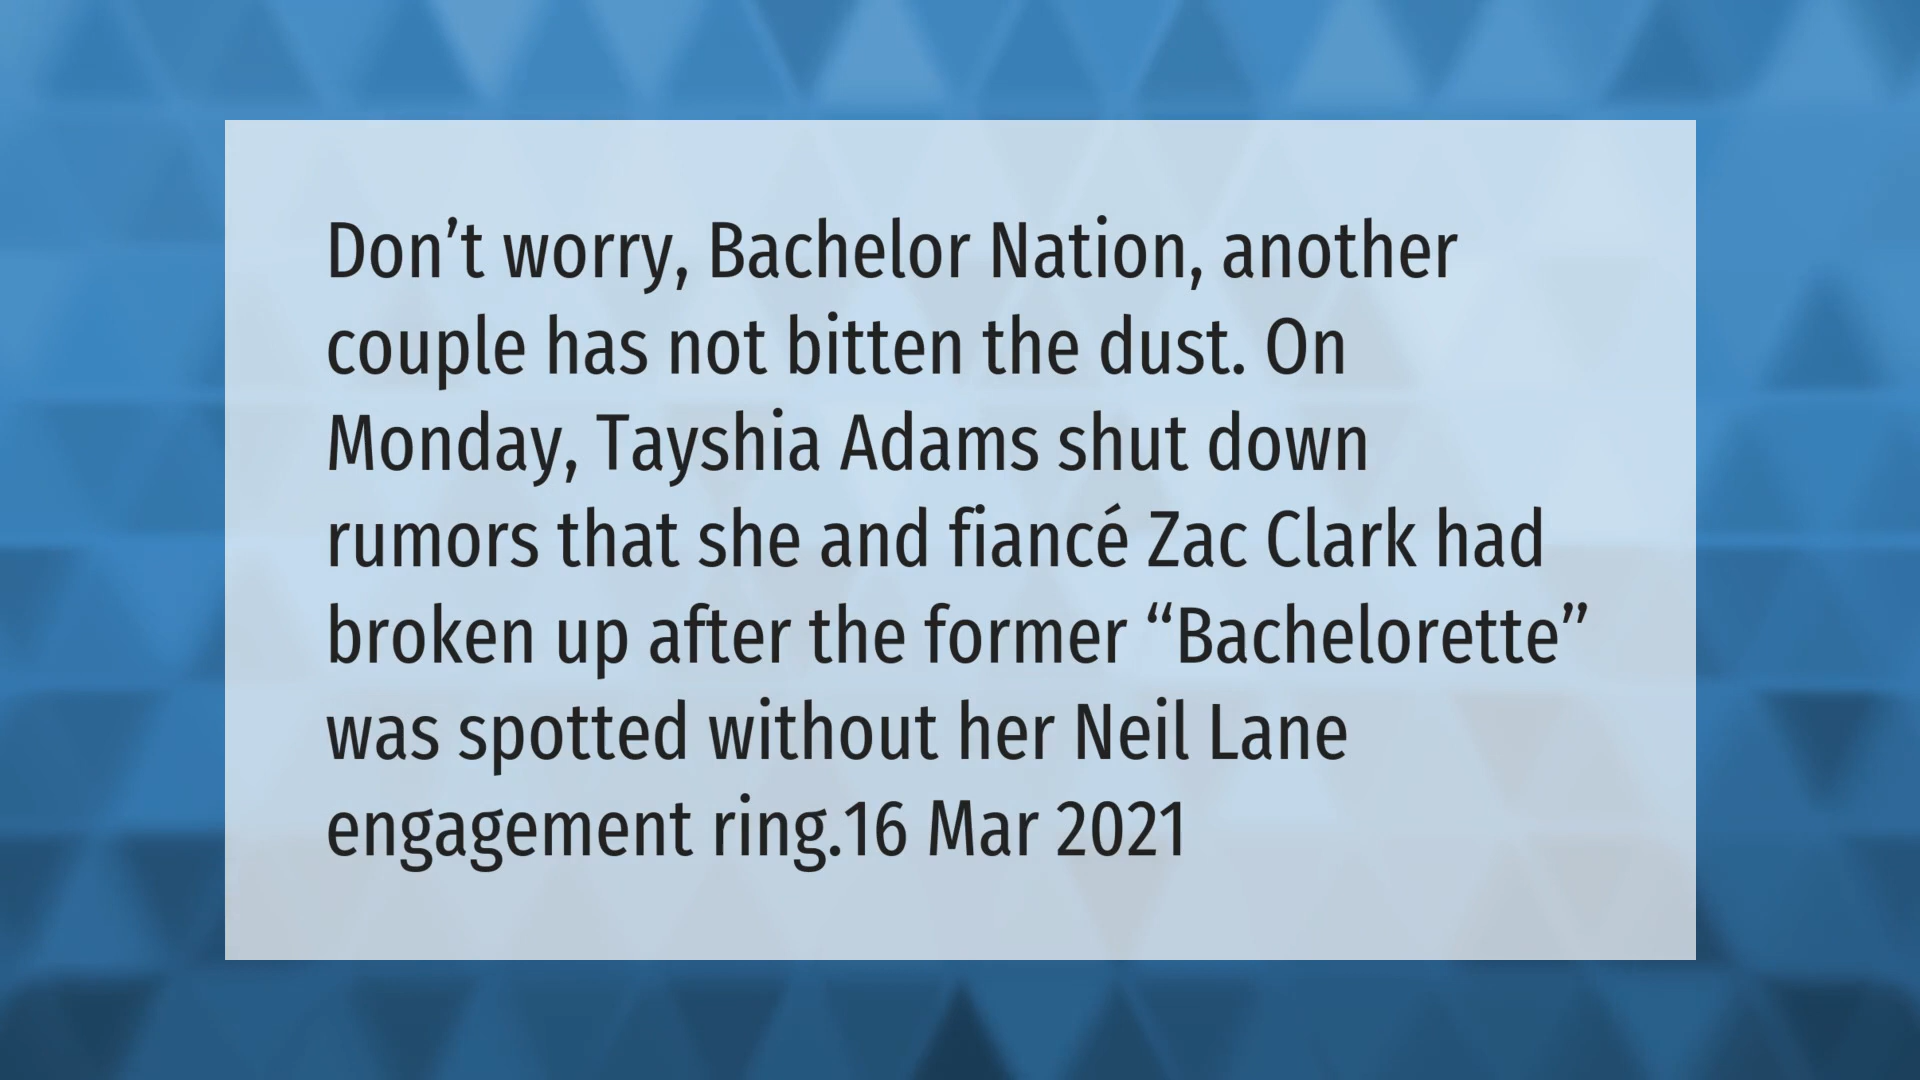 Don’t worry, Bachelor Nation, another
couple has not bitten the dust. On
Monday, Tayshia Adams shut down
rumors that she and fiancé Zac Clark had
broken up after the former “Bachelorette”
was spotted without her Neil Lane
engagement ring.16 Mar 2021